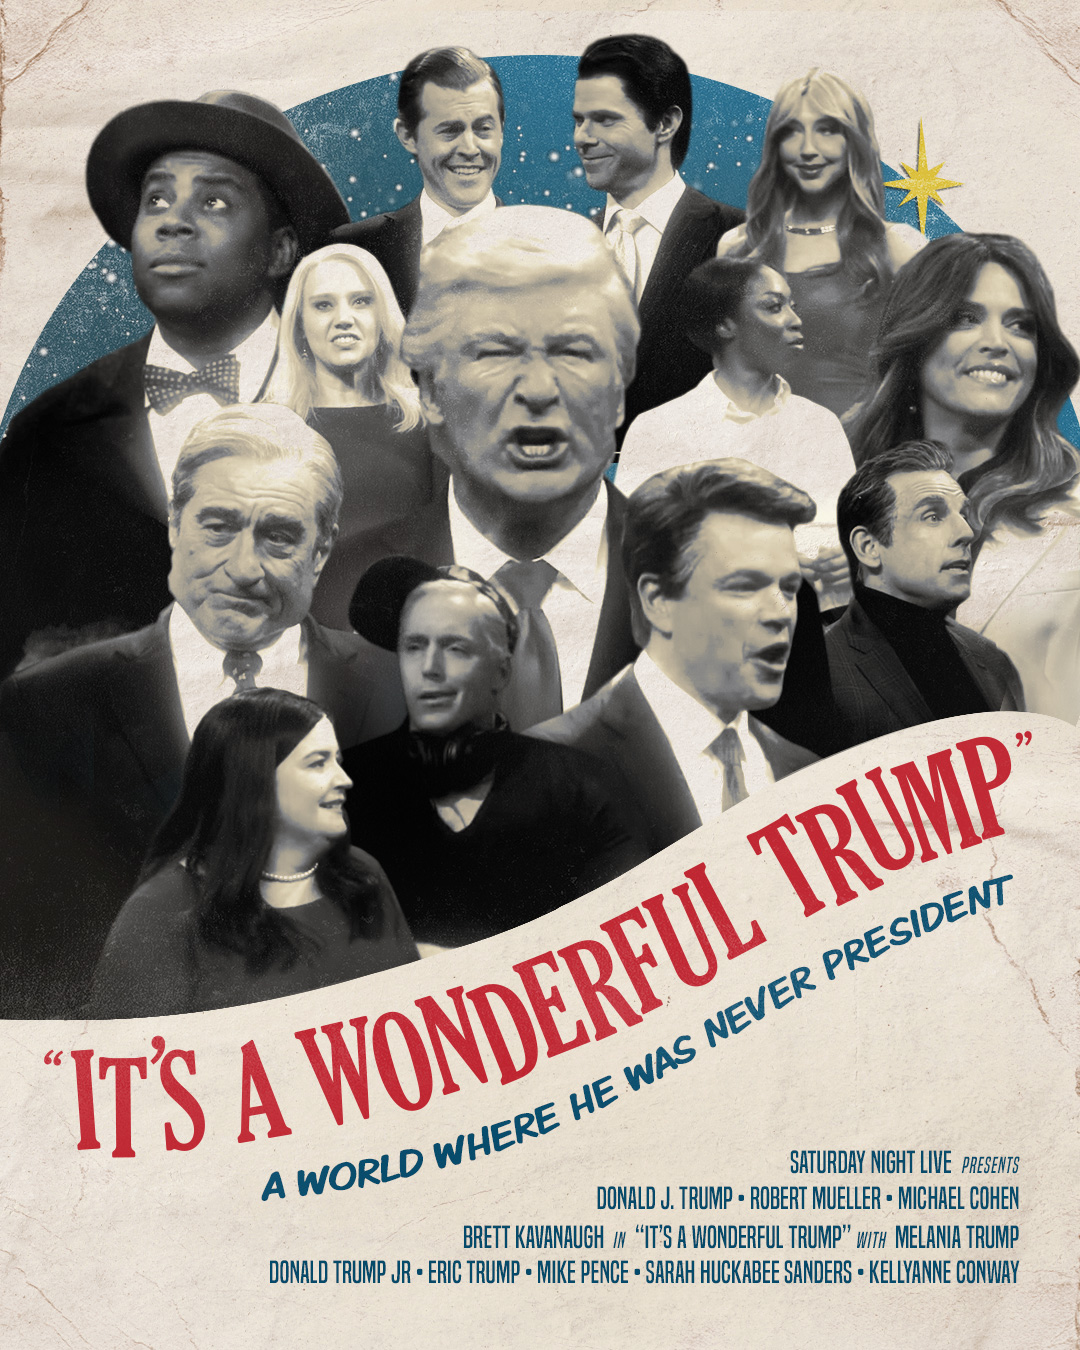 “IT’S A WONDERFUL TRUMP”
A WORLD WHERE HE WAS NEVER PRESIDENT
SATURDAY NIGHT LIVE PRESENTS
DONALD J. TRUMP • ROBERT MUELLER • MICHAEL COHEN
BRETT KAVANAUGH IN “IT’S A WONDERFUL TRUMP” WITH MELANIA TRUMP
DONALD TRUMP JR • ERIC TRUMP • MIKE PENCE • SARAH HUCKABEE SANDERS • KELLYANNE CONWAY